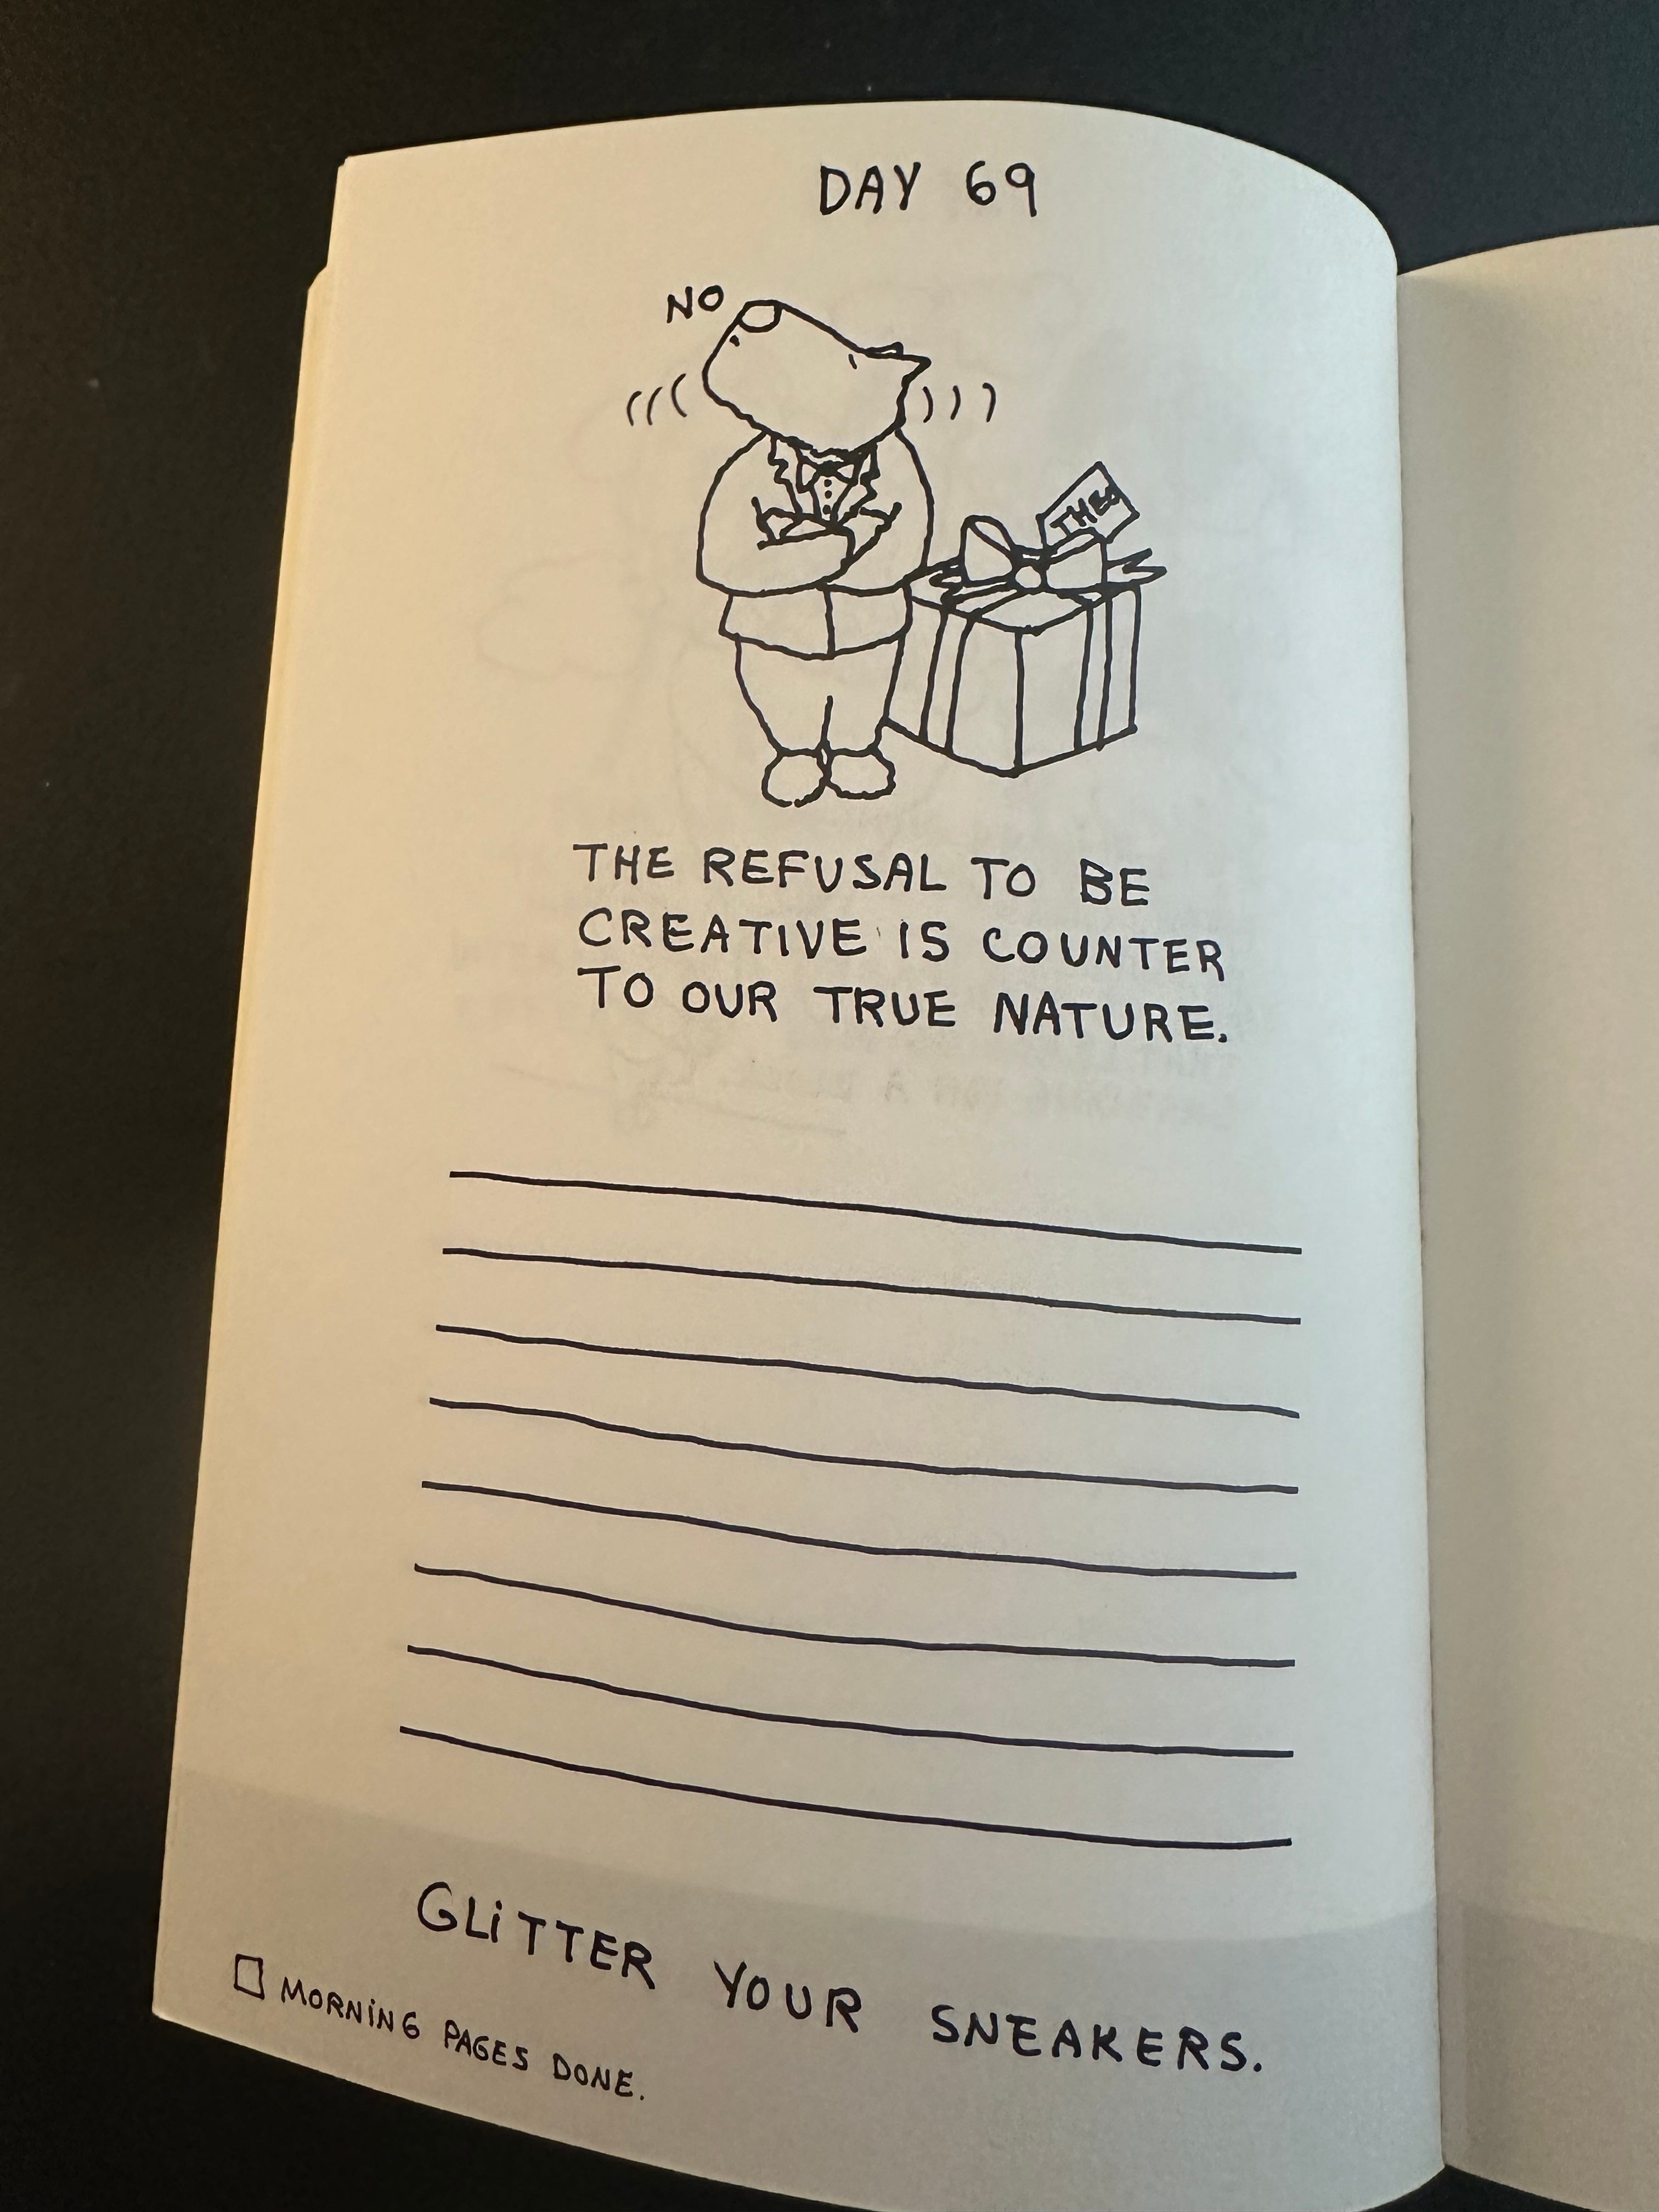 DAY 69
NO
THEO
THE REFUSAL TO BE
CREATIVE IS COUNTER
TO OUR TRUE NATURE.
GLiTTER YOUR SNEAKERS.
MORNiNG PAGES DONE.